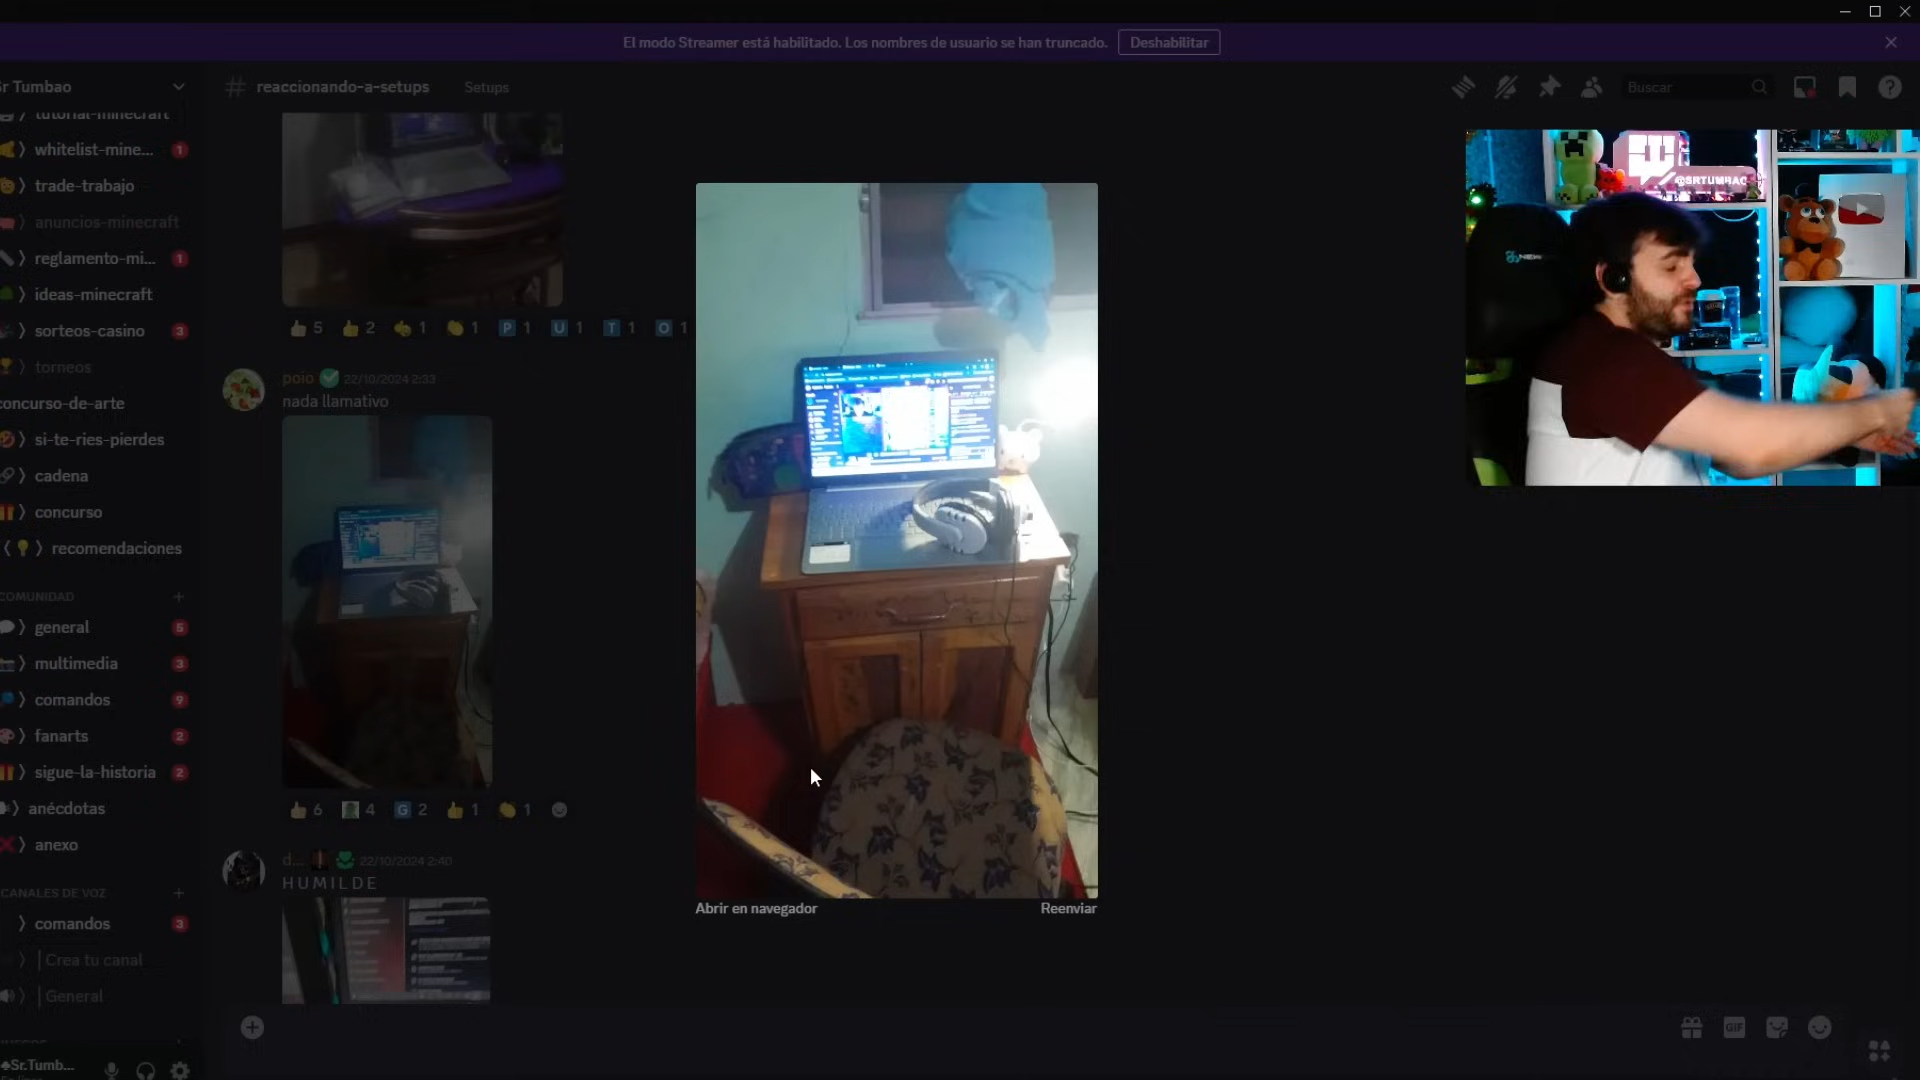 El modo Streamer está habilitado. Los nombres de usuario se han truncado.
Deshabilitar
r Tumbao
reaccionando-a-setups
Setups
Buscar
tutorial-minecraft
whitelist-mine...
1
trade-trabajo
anuncios-minecraft
reglamento-mi...
1
ideas-minecraft
sorteos-casino
3
torneos
concurso-de-arte
si-te-ries-pierdes
cadena
concurso
recomendaciones
COMUNIDAD
general
5
multimedia
3
comandos
9
fanarts
2
sigue-la-historia
2
anécdotas
anexo
CANALES DE VOZ
comandos
3
Crea tu canal
General
Sr.Tumb...
5
2
1
1
P 1
U 1
T 1
O 1
poio
22/10/2024 2:33
nada llamativo
6
4
G 2
1
1
d...
22/10/2024 2:40
HUMILDE
Abrir en navegador
Reenviar
GIF
@SRTUMBAO